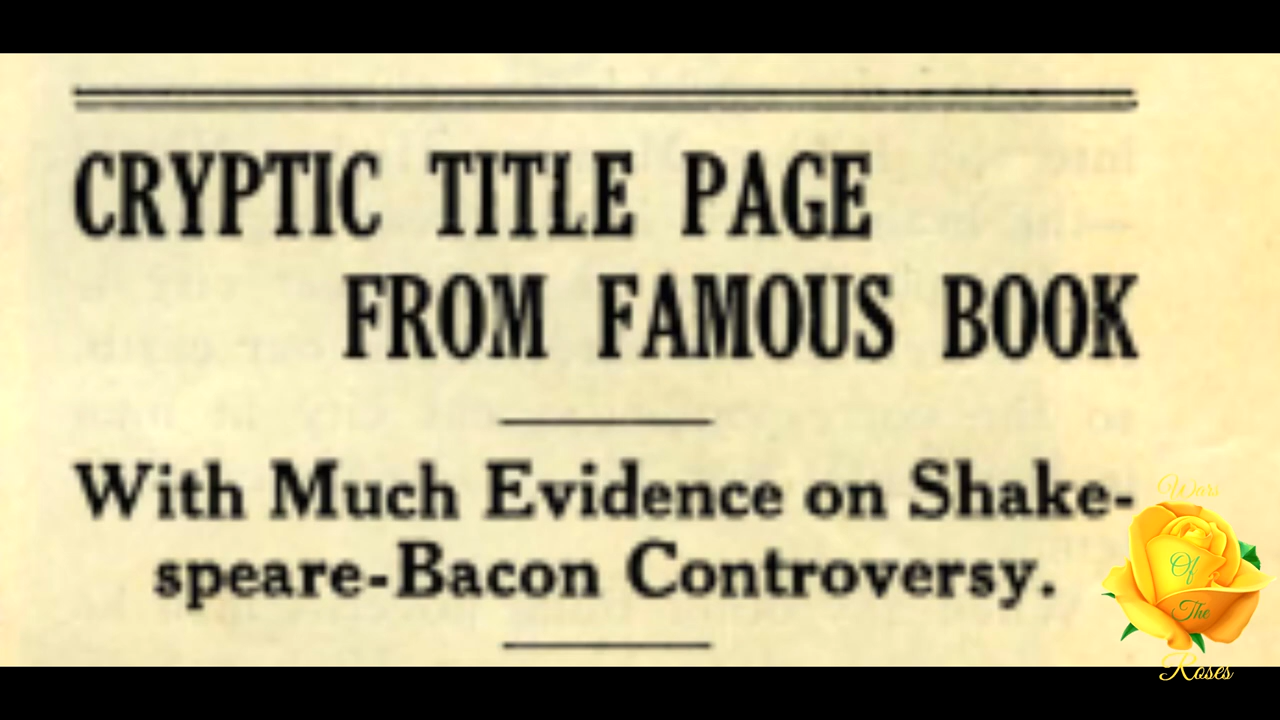 CRYPTIC TITLE PAGE
FROM FAMOUS BOOK
With Much Evidence on Shake-
speare-Bacon Controversy.
Wars
Of
The
Roses